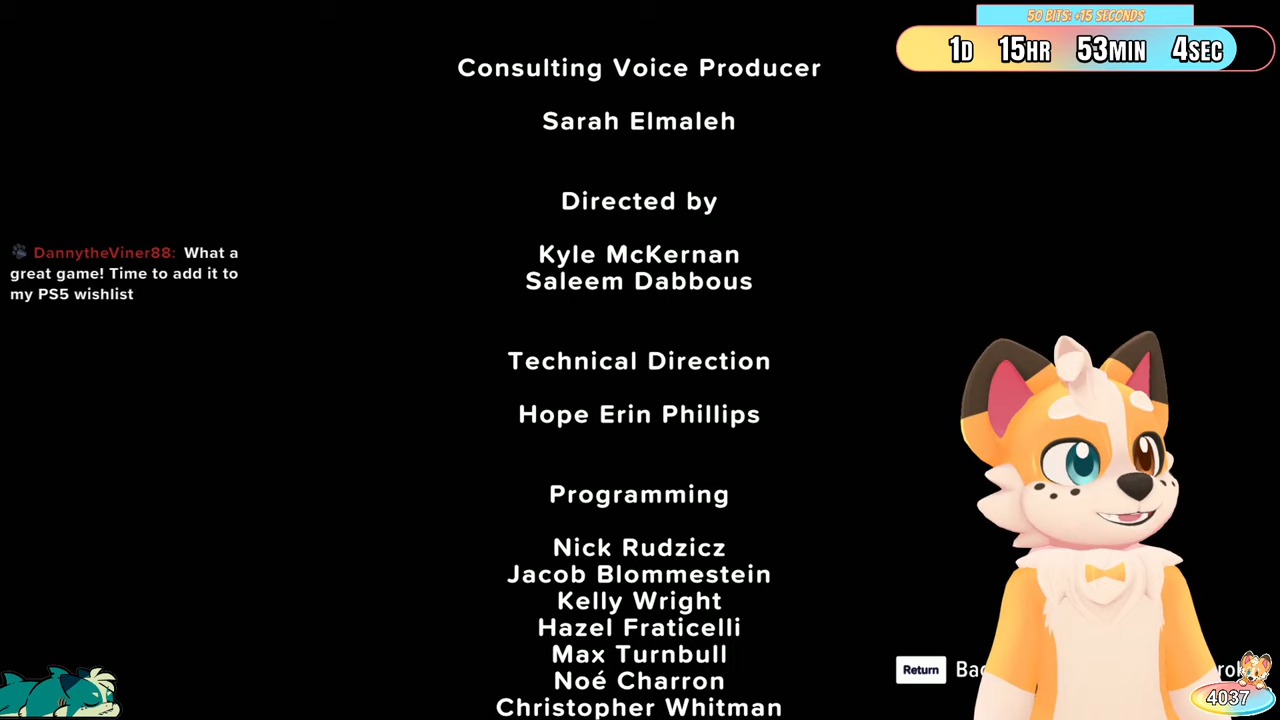 50 BITS: +15 SECONDS
1D 15HR 53MIN 4SEC
Consulting Voice Producer
Sarah Elmaleh
Directed by
Kyle McKernan
Saleem Dabbous
DannytheViner88: What a
great game! Time to add it to
my PS5 wishlist
Technical Direction
Hope Erin Phillips
Programming
Nick Rudzicz
Jacob Blommestein
Kelly Wright
Hazel Fraticelli
Max Turnbull
Noé Charron
Christopher Whitman
Return
4037